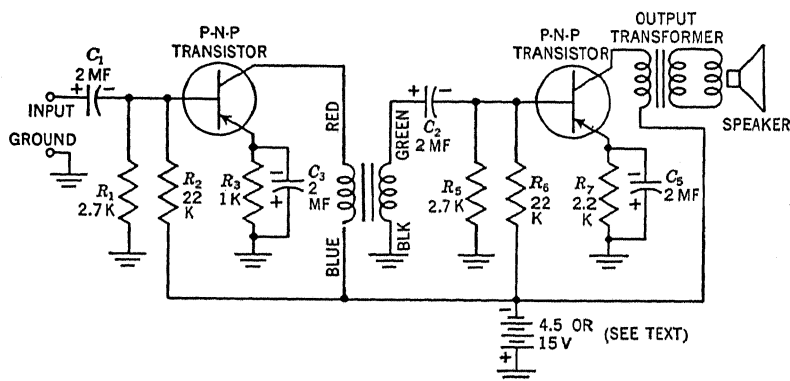 P-N-P
TRANSISTOR
C1
2 MF
+ -
INPUT
GROUND
R1
2.7 K
R2
22
K
R3
1K
-
+
C3
2
MF
RED
BLUE
GREEN
BLK
+ -
C2
2 MF
P-N-P
TRANSISTOR
OUTPUT
TRANSFORMER
SPEAKER
R5
2.7 K
R6
22
K
R7
2.2
K
-
+
C5
2 MF
-
+
4.5 OR
15 V
(SEE TEXT)